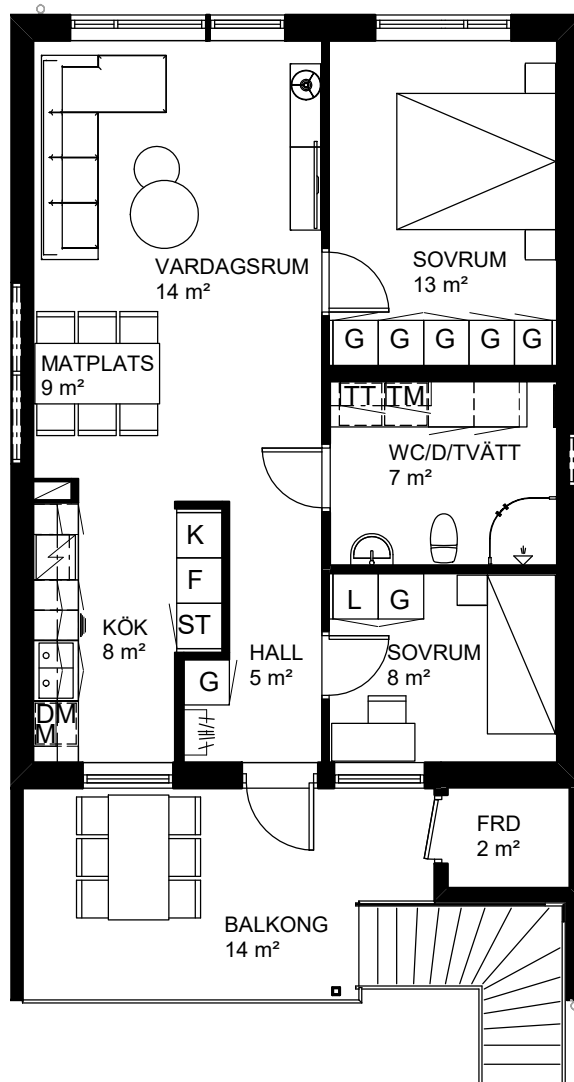 VARDAGSRUM
14 m²
SOVRUM
13 m²
G G G G G
MATPLATS
9 m²
TT TM
WC/D/TVÄTT
7 m²
K
F
ST
KÖK
8 m²
L G
HALL
5 m²
SOVRUM
8 m²
G
DM
M
FRD
2 m²
BALKONG
14 m²